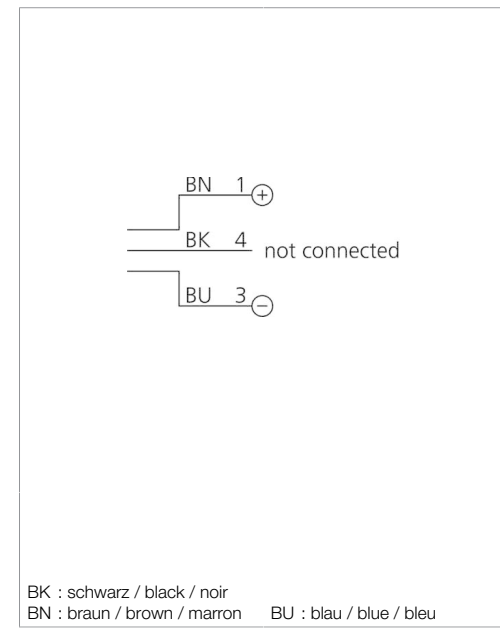 BN 1 +
BK 4 not connected
BU 3 −
BK : schwarz / black / noir
BN : braun / brown / marron BU : blau / blue / bleu